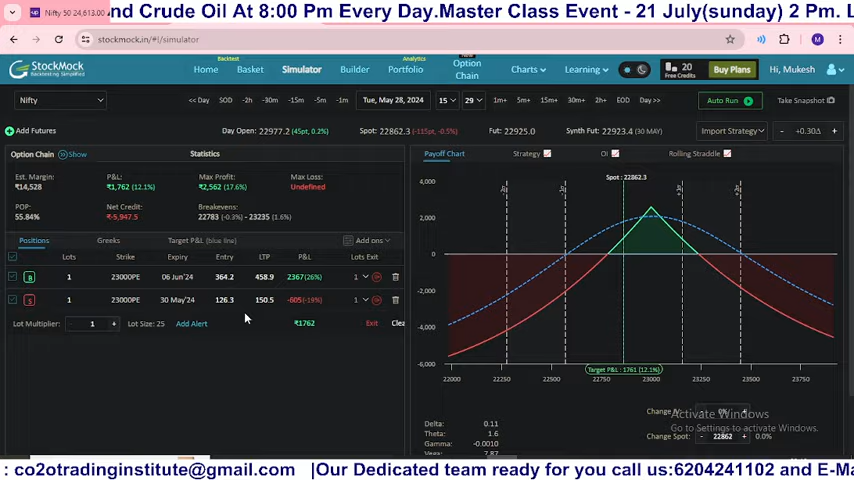 nd Crude Oil At 8:00 Pm Every Day.Master Class Event - 21 July(sunday) 2 Pm. L
Nifty 50 24,613.00
stockmock.in/#!/simulator
StockMock
Backtesting Simplified
Home
Backtest
Basket
Simulator
Builder
Analytics
Portfolio
Option Chain
Charts
Learning
20
Free Credits
Buy Plans
Hi, Mukesh
Nifty
<< Day SOD -2h -30m -15m -5m -1m Tue, May 28, 2024 15 29 1m+ 5m+ 15m+ 30m+ 2h+ EOD Day >>
Auto Run
Take Snapshot
Add Futures
Day Open: 22977.2 (45pt, 0.2%) Spot: 22862.3 (-115pt, -0.5%) Fut: 22925.0 Synth Fut: 22923.4 (30 MAY)
Import Strategy
- +0.30Δ +
Option Chain Show Statistics
Est. Margin: P&L: Max Profit: Max Loss:
₹14,528 ₹1,762 (12.1%) ₹2,562 (17.6%) Undefined
POP: Net Credit: Breakevens:
55.84% ₹-5,947.5 22783 (-0.3%) - 23235 (1.6%)
Positions Greeks Target P&L (blue line) Add ons
Lots Strike Expiry Entry LTP P&L Lots Exit
B 1 23000PE 06 Jun'24 364.2 458.9 2367(26%) 1
S 1 23000PE 30 May'24 126.3 150.5 -605(-19%) 1
Lot Multiplier: - 1 + Lot Size: 25 Add Alert ₹1762 Exit Clea
Payoff Chart Strategy OI Rolling Straddle
Spot : 22862.3
4,000
2,000
0
-2,000
-4,000
-6,000
Target P&L : 1761 (12.1%)
22000 22250 22500 22750 23000 23250 23500 23750
Delta: 0.11
Theta: 1.6
Gamma: -0.0010
Vega: 7.87
Change IV: - 0% +
Change Spot: - 22862 + 0.0%
Activate Windows
Go to Settings to activate Windows.
: co2otradinginstitute@gmail.com |Our Dedicated team ready for you call us:6204241102 and E-Ma